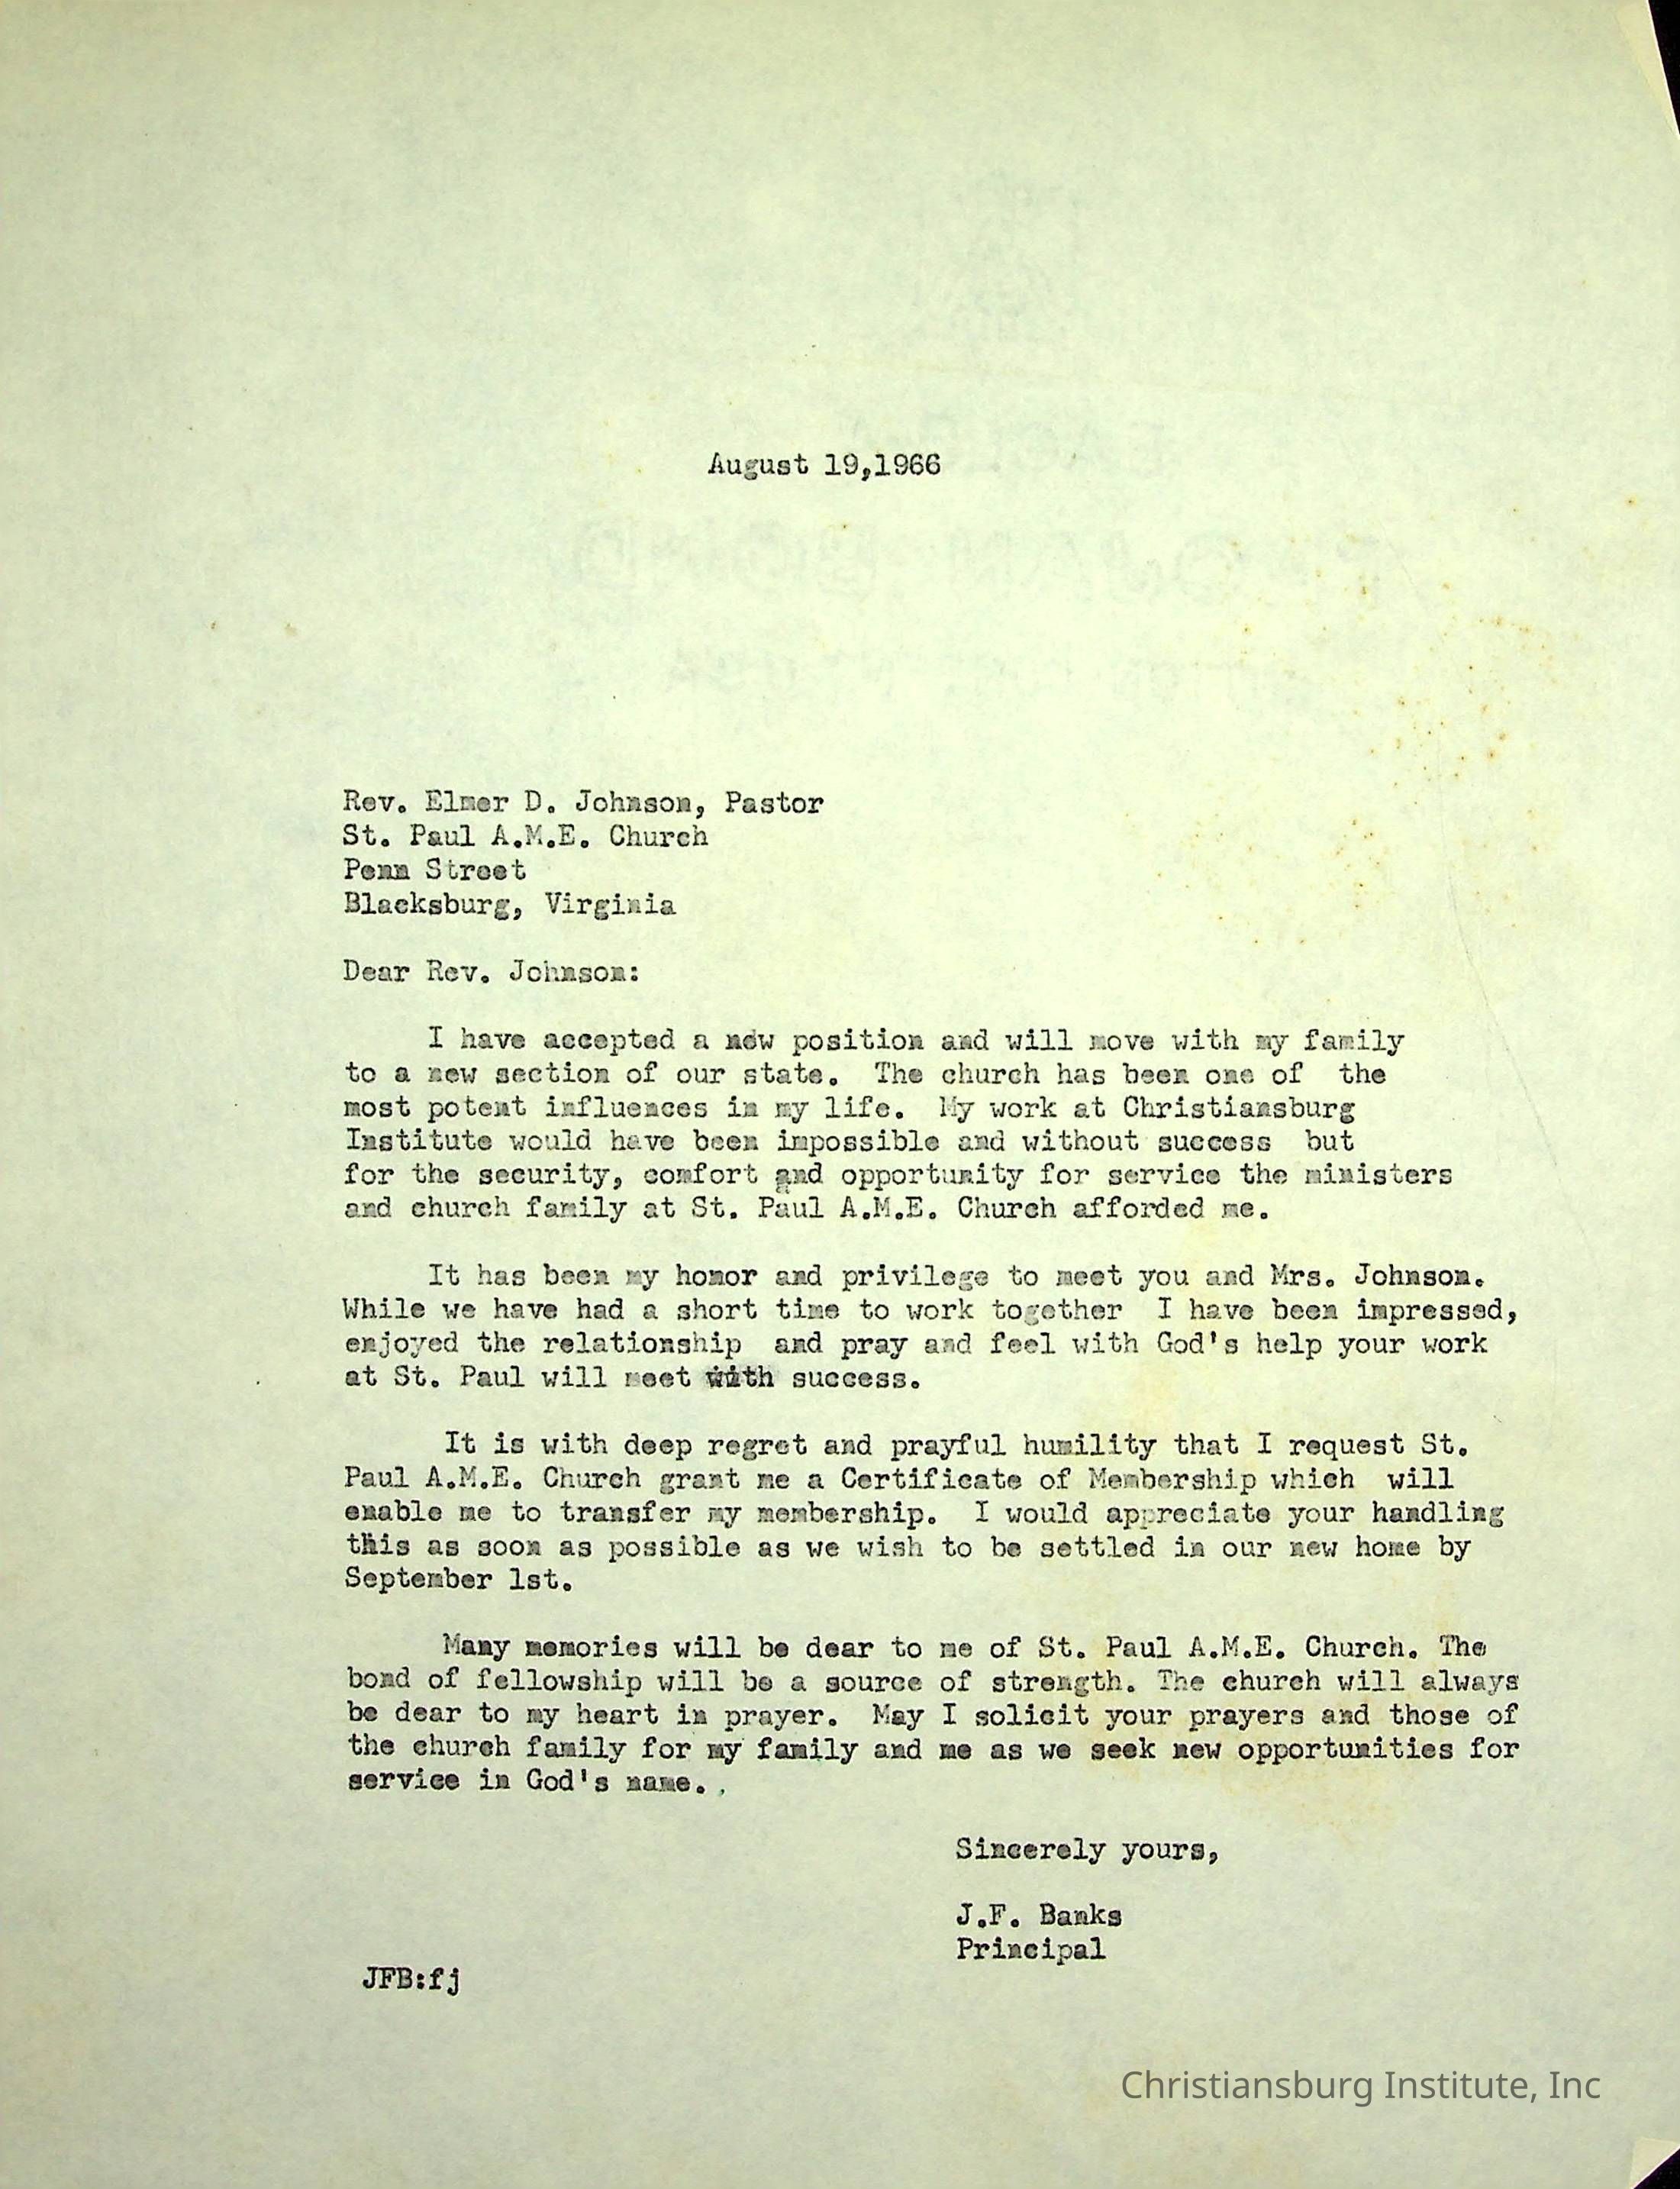 August 19,1966
Rev. Elmer D. Johnson, Pastor
St. Paul A.M.E. Church
Penn Street
Blacksburg, Virginia
Dear Rev. Johnson:
I have accepted a new position and will move with my family
to a new section of our state. The church has been one of the
most potent influences in my life. My work at Christiansburg
Institute would have been impossible and without success but
for the security, comfort and opportunity for service the ministers
and church family at St. Paul A.M.E. Church afforded me.
It has been my honor and privilege to meet you and Mrs. Johnson.
While we have had a short time to work together I have been impressed,
enjoyed the relationship and pray and feel with God's help your work
at St. Paul will meet with success.
It is with deep regret and prayful humility that I request St.
Paul A.M.E. Church grant me a Certificate of Membership which will
enable me to transfer my membership. I would appreciate your handling
this as soon as possible as we wish to be settled in our new home by
September 1st.
Many memories will be dear to me of St. Paul A.M.E. Church. The
bond of fellowship will be a source of strength. The church will always
be dear to my heart in prayer. May I solicit your prayers and those of
the church family for my family and me as we seek new opportunities for
service in God's name.
Sincerely yours,
J.F. Banks
Principal
JFB:fj
Christiansburg Institute, Inc